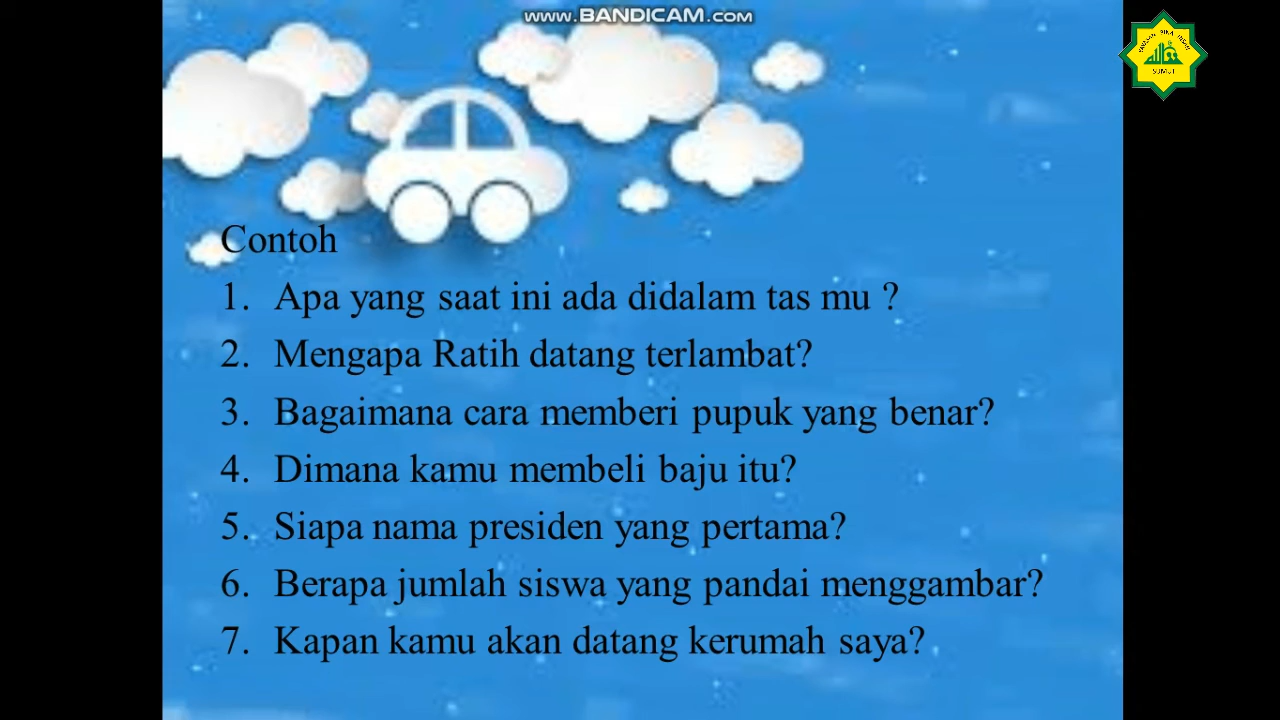 www.BANDICAM.com
SUMUT
Contoh
1. Apa yang saat ini ada didalam tas mu ?
2. Mengapa Ratih datang terlambat?
3. Bagaimana cara memberi pupuk yang benar?
4. Dimana kamu membeli baju itu?
5. Siapa nama presiden yang pertama?
6. Berapa jumlah siswa yang pandai menggambar?
7. Kapan kamu akan datang kerumah saya?